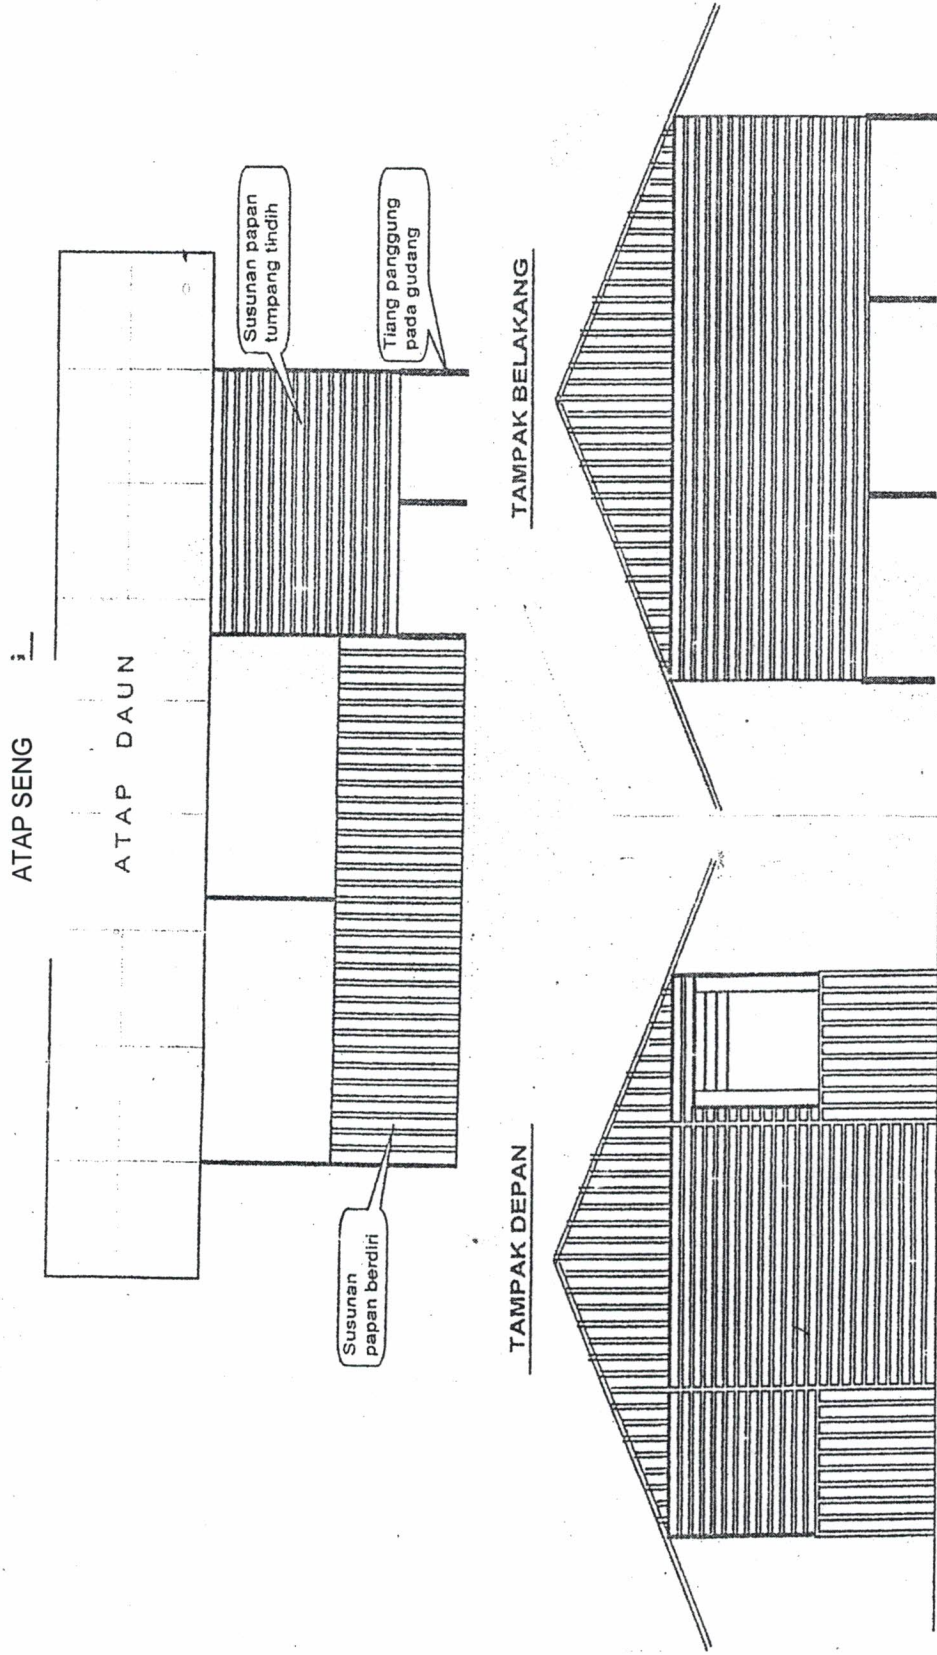 ATAP SENG
ATAP DAUN
Susunan papan
tumpang tindih
Tiang panggung
pada gudang
Susunan
papan berdiri
TAMPAK DEPAN
TAMPAK BELAKANG